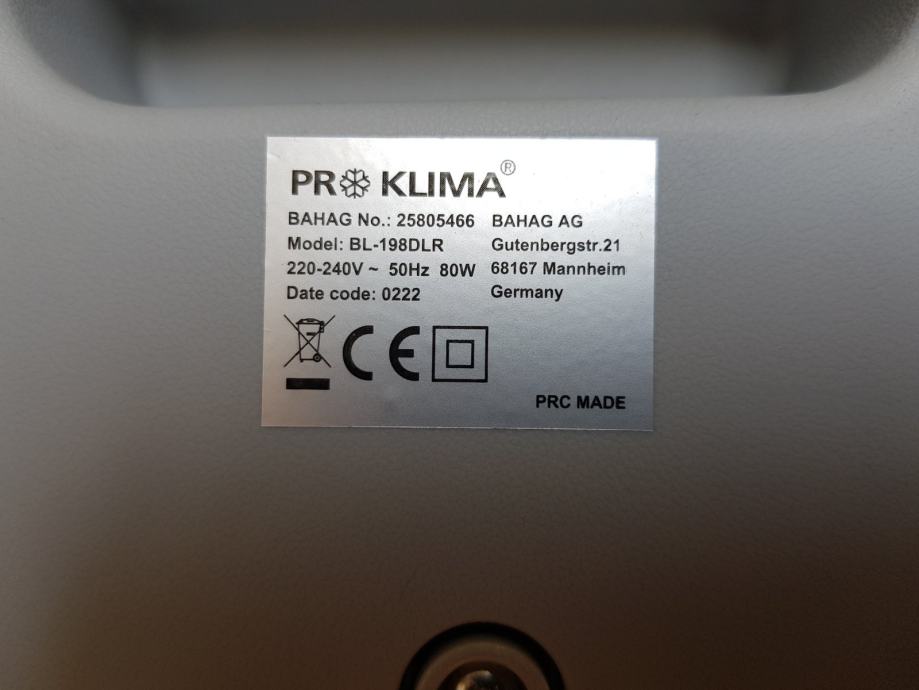 PRO KLIMA®
BAHAG No.: 25805466
Model: BL-198DLR
220-240V ~ 50Hz 80W
Date code: 0222
BAHAG AG
Gutenbergstr.21
68167 Mannheim
Germany
CE
PRC MADE